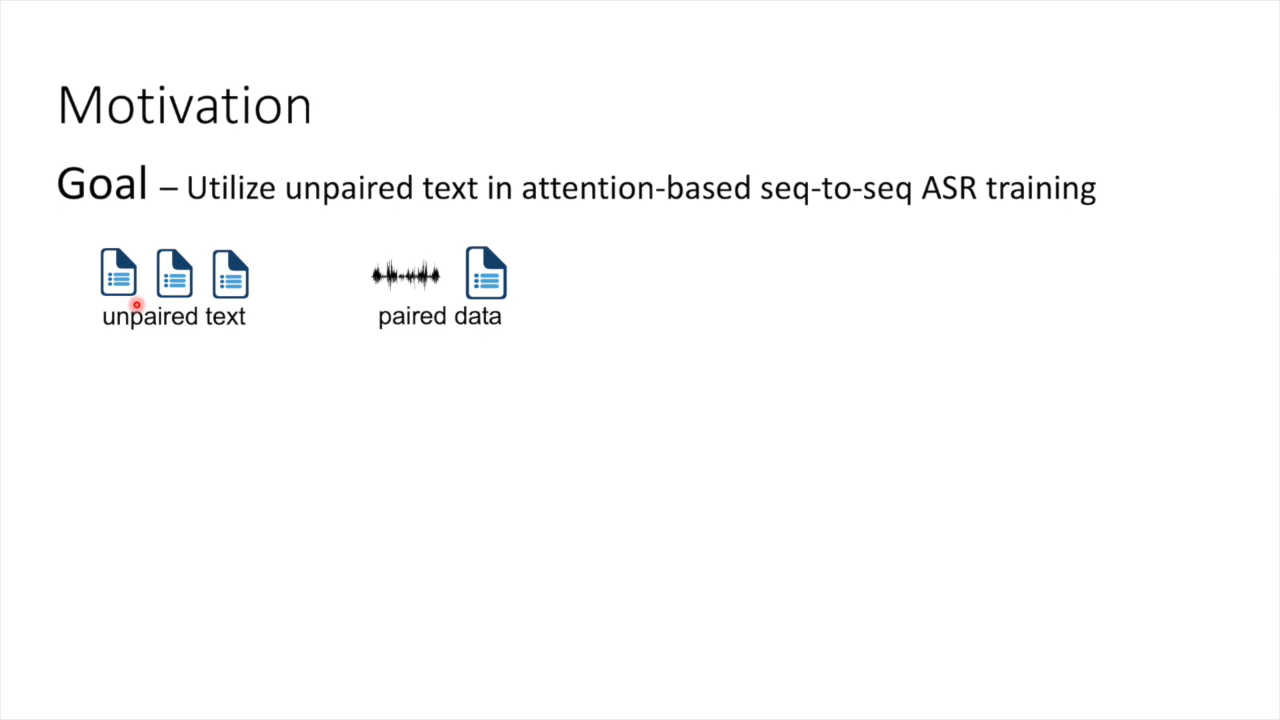 Motivation
Goal – Utilize unpaired text in attention-based seq-to-seq ASR training
unpaired text
paired data